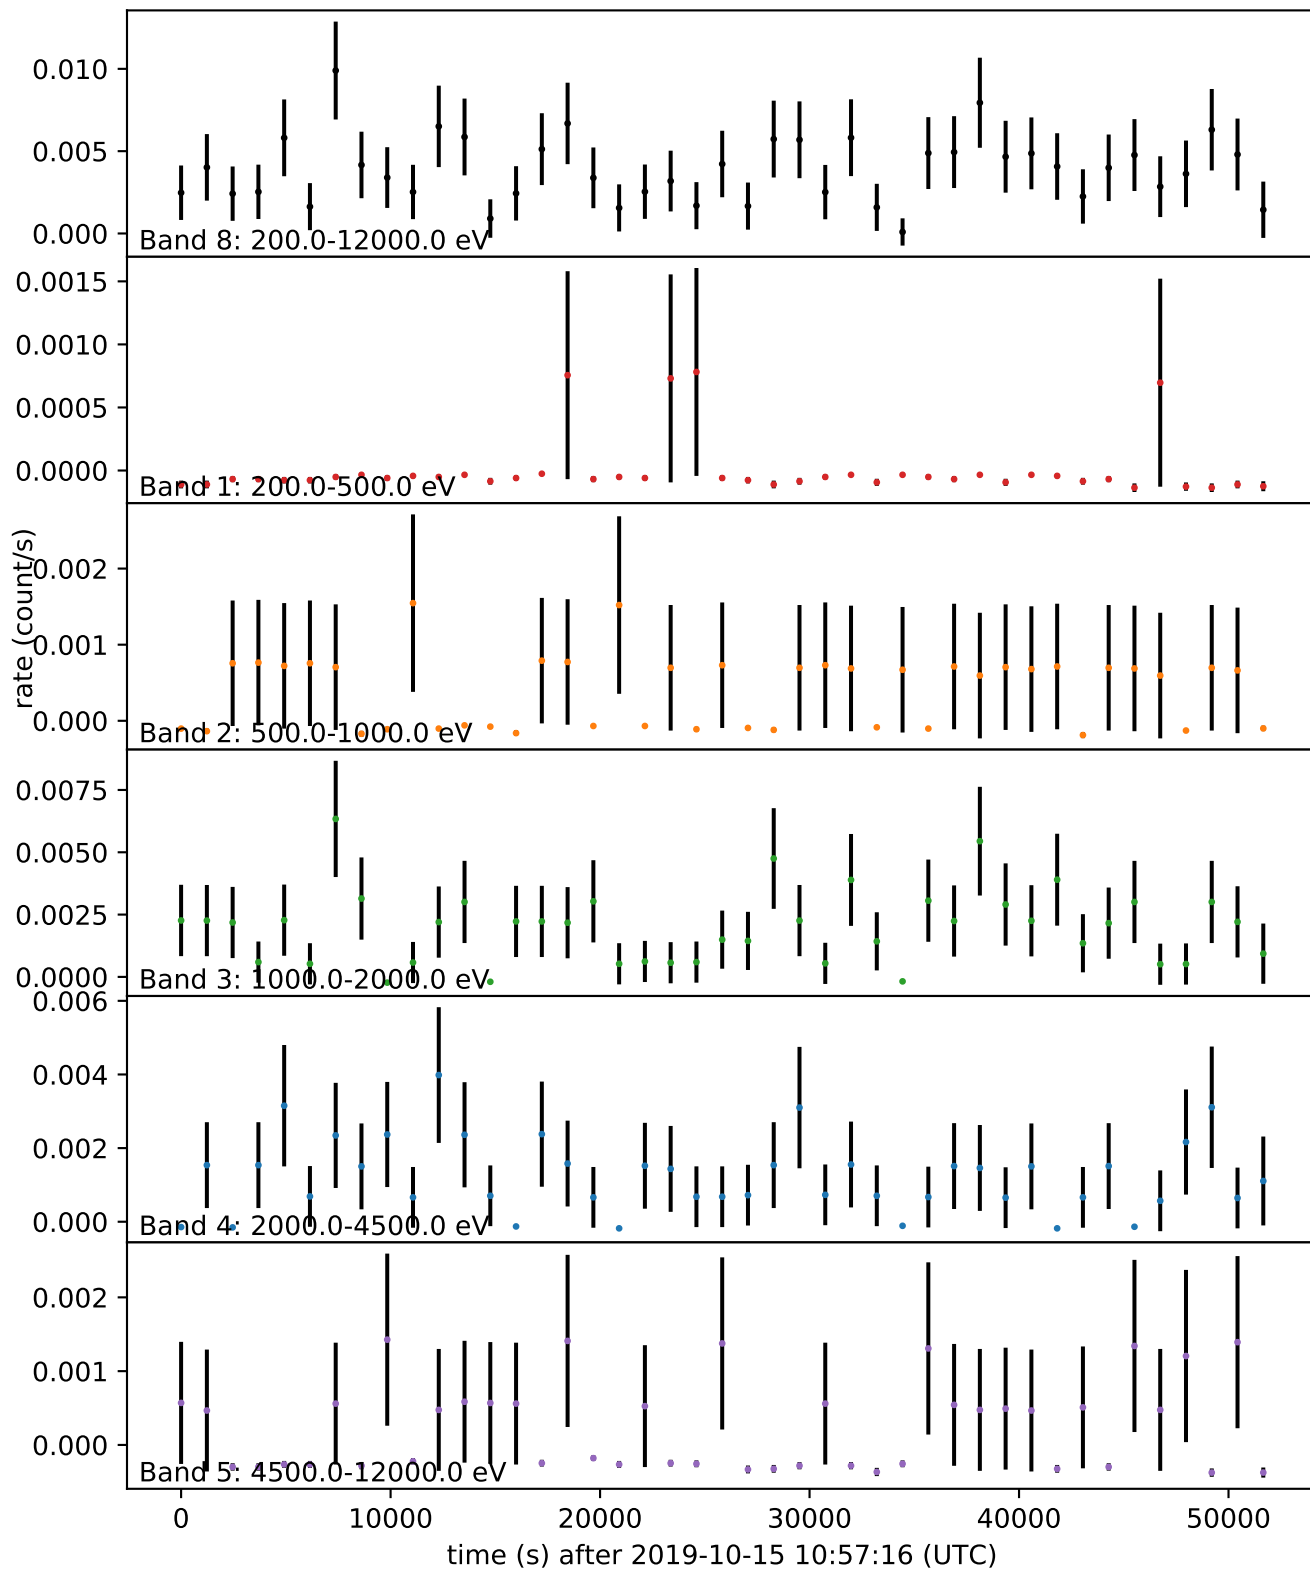 0.010
0.005
0.000
Band 8: 200.0-12000.0 eV
0.0015
0.0010
0.0005
0.0000
Band 1: 200.0-500.0 eV
rate (count/s)
0.002
0.001
0.000
Band 2: 500.0-1000.0 eV
0.0075
0.0050
0.0025
0.0000
Band 3: 1000.0-2000.0 eV
0.006
0.004
0.002
0.000
Band 4: 2000.0-4500.0 eV
0.002
0.001
0.000
Band 5: 4500.0-12000.0 eV
0 10000 20000 30000 40000 50000
time (s) after 2019-10-15 10:57:16 (UTC)